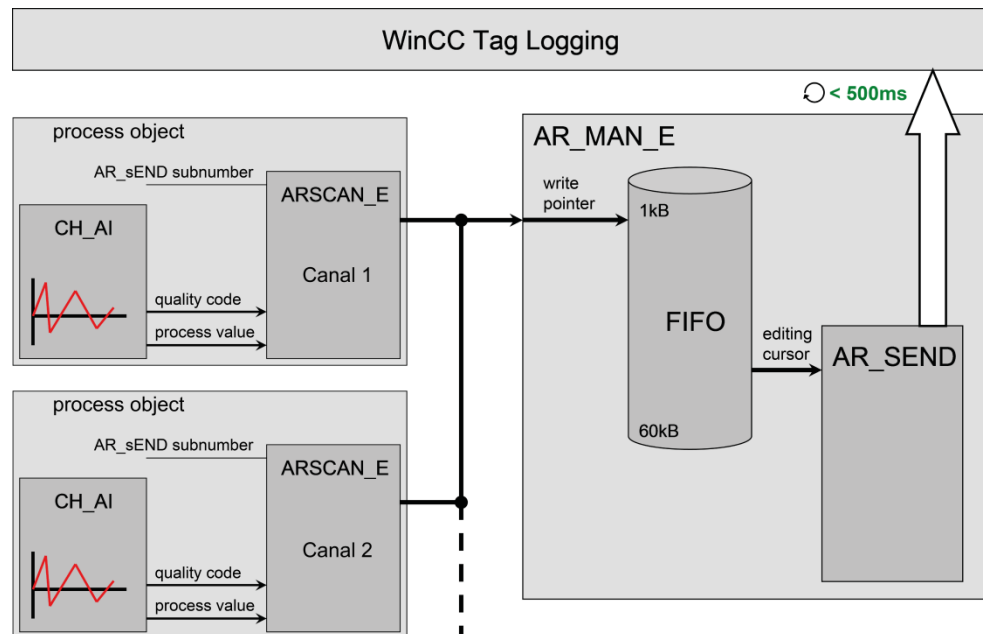 WinCC Tag Logging
< 500ms
process object
AR_sEND subnumber
ARSCAN_E
CH_AI
Canal 1
quality code
process value
AR_MAN_E
write
pointer
1kB
FIFO
60kB
editing
cursor
AR_SEND
process object
AR_sEND subnumber
ARSCAN_E
CH_AI
Canal 2
quality code
process value